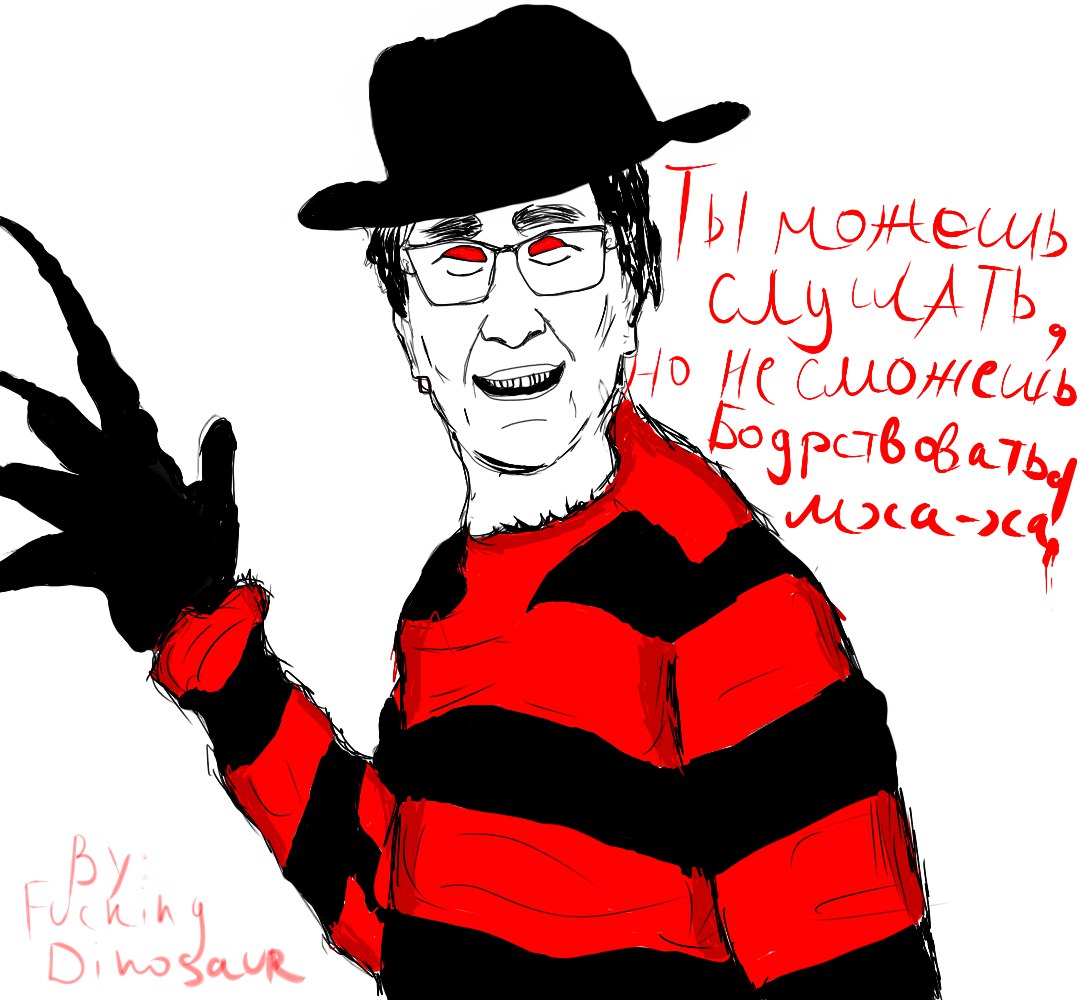 Ты можешь
слушАТЬ,
но не сможешь
Бодрствовать!
мха-ха,
By:
Fucking
Dinosaur